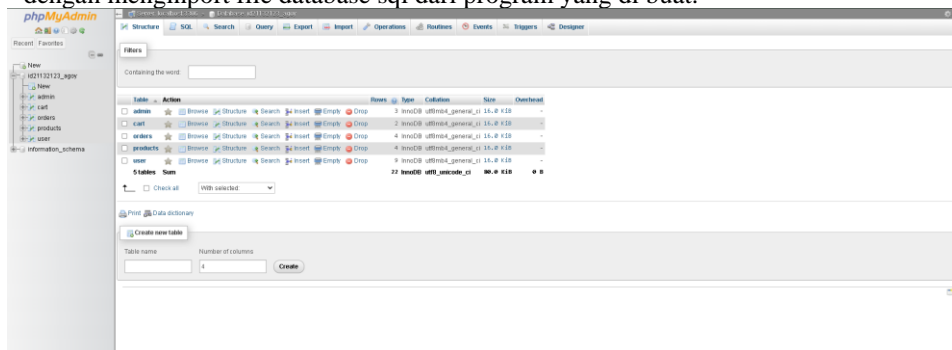 dengan mengimport file database sql dari program yang di buat.
phpMyAdmin
Recent Favorites
New
id21132123_agoy
New
admin
cart
orders
products
user
information_schema
Structure SQL Search Query Export Import Operations Routines Events Triggers Designer
Filters
Containing the word:
Table Action Rows Type Collation Size Overhead
admin Browse Structure Search Insert Empty Drop 3 InnoDB utf8mb4_general_ci 16.0 KiB -
cart Browse Structure Search Insert Empty Drop 2 InnoDB utf8mb4_general_ci 16.0 KiB -
orders Browse Structure Search Insert Empty Drop 4 InnoDB utf8mb4_general_ci 16.0 KiB -
products Browse Structure Search Insert Empty Drop 4 InnoDB utf8mb4_general_ci 16.0 KiB -
user Browse Structure Search Insert Empty Drop 9 InnoDB utf8mb4_general_ci 16.0 KiB -
5 tables Sum 22 InnoDB utf8_unicode_ci 80.0 KiB 0 B
Check all With selected:
Print Data dictionary
Create new table
Table name Number of columns
4 Create